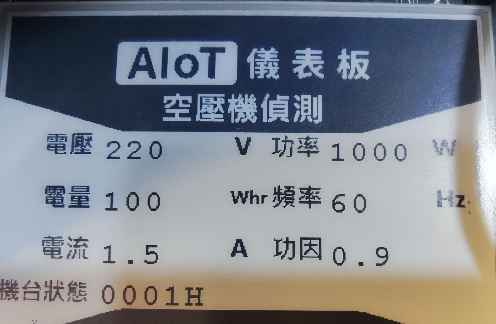 AIoT 儀表板
空壓機偵測
電壓 220 V 功率 1000 W
電量 100 Whr 頻率 60 Hz
電流 1.5 A 功因 0.9
機台狀態 0001H